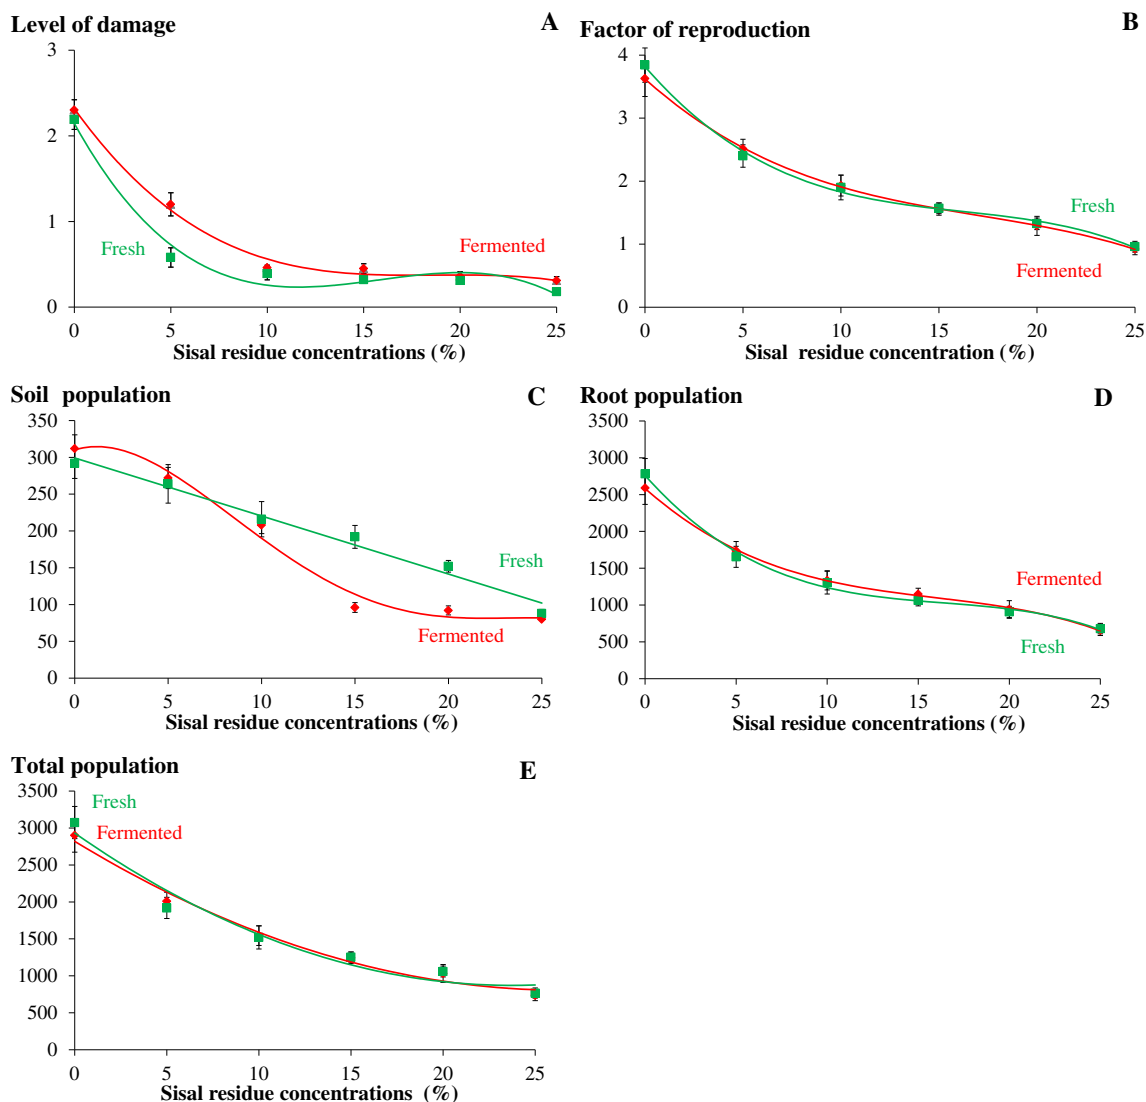 Level of damage
A
3
2
1
0
Fresh
Fermented
0 5 10 15 20 25
Sisal residue concentrations (%)
Factor of reproduction
B
4
3
2
1
0
Fresh
Fermented
0 5 10 15 20 25
Sisal residue concentration (%)
Soil population
C
350
300
250
200
150
100
50
0
Fresh
Fermented
0 5 10 15 20 25
Sisal residue concentrations (%)
Root population
D
3500
3000
2500
2000
1500
1000
500
0
Fermented
Fresh
0 5 10 15 20 25
Sisal residue concentrations (%)
Total population
E
3500
3000
2500
2000
1500
1000
500
0
Fresh
Fermented
0 5 10 15 20 25
Sisal residue concentrations (%)